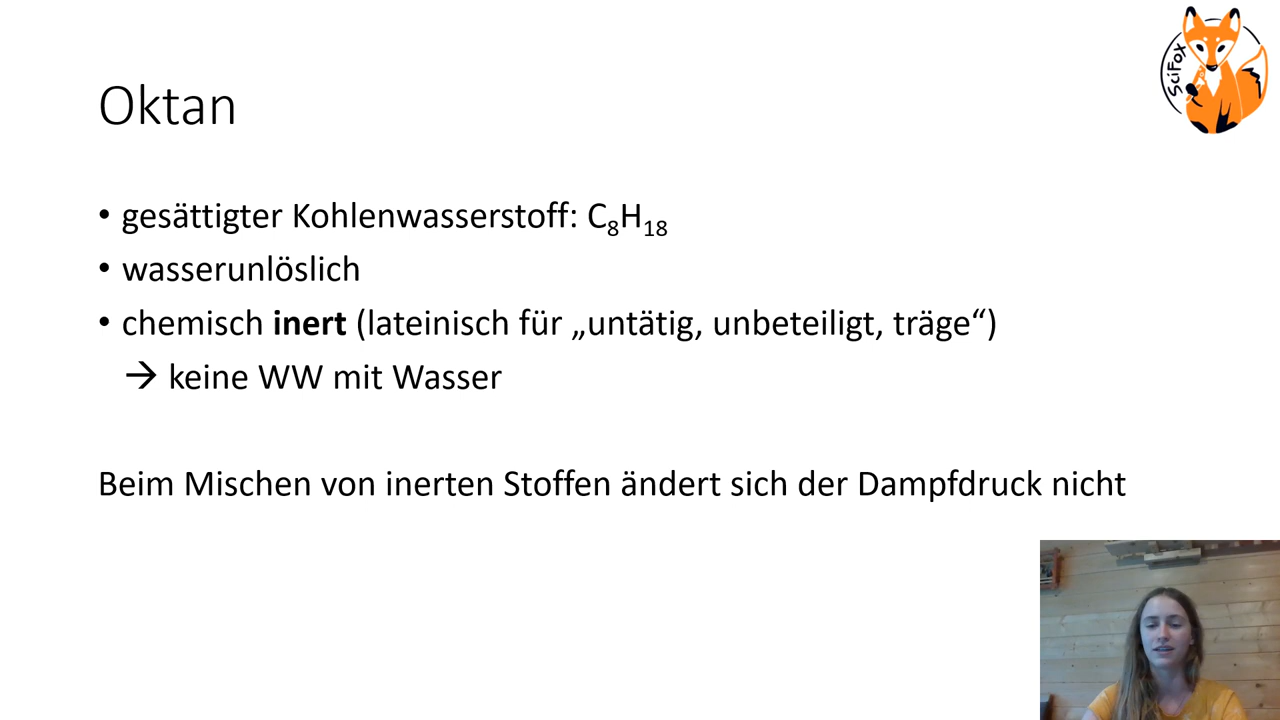 SciFox
Oktan
• gesättigter Kohlenwasserstoff: C₈H₁₈
• wasserunlöslich
• chemisch inert (lateinisch für „untätig, unbeteiligt, träge“)
→ keine WW mit Wasser
Beim Mischen von inerten Stoffen ändert sich der Dampfdruck nicht